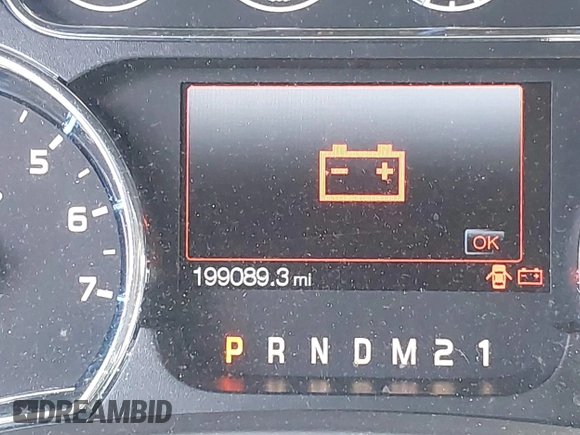 5
6
7
- +
OK
199089.3 mi
- +
P R N D M 2 1
DREAMBID